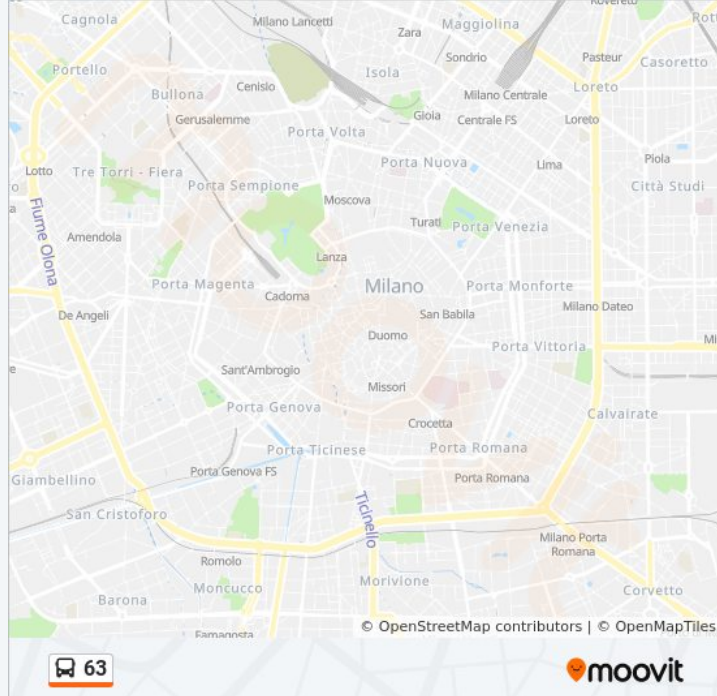 Rovereto
Cagnola
Milano Lancetti
Zara
Maggiolina
Sondrio
Pasteur
Casoretto
Portello
Isola
Bullona
Cenisio
Milano Centrale
Loreto
Gerusalemme
Gioia
Centrale FS
Loreto
Porta Volta
Lotto
Tre Torri - Fiera
Porta Nuova
Lima
Piola
Porta Sempione
Città Studi
Moscova
Turati
Porta Venezia
Fiume Olona
Amendola
Lanza
Porta Magenta
Cadorna
Milano
Porta Monforte
De Angeli
San Babila
Milano Dateo
Duomo
Porta Vittoria
Sant'Ambrogio
Missori
Porta Genova
Crocetta
Calvairate
Porta Ticinese
Porta Romana
Giambellino
Porta Genova FS
Porta Romana
San Cristoforo
Ticinello
Milano Porta
Romana
Romolo
Moncucco
Morivione
Corvetto
Barona
Famagosta
© OpenStreetMap contributors | © OpenMapTiles
63
moovit